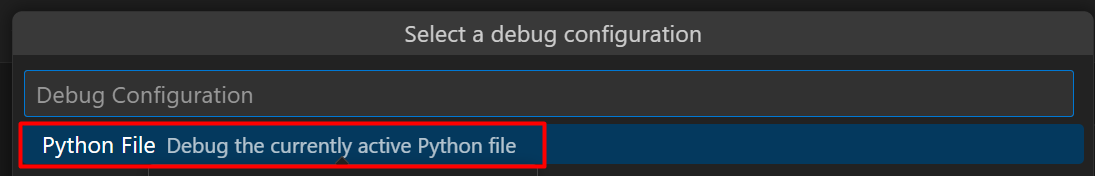 Select a debug configuration
Debug Configuration
Python File Debug the currently active Python file